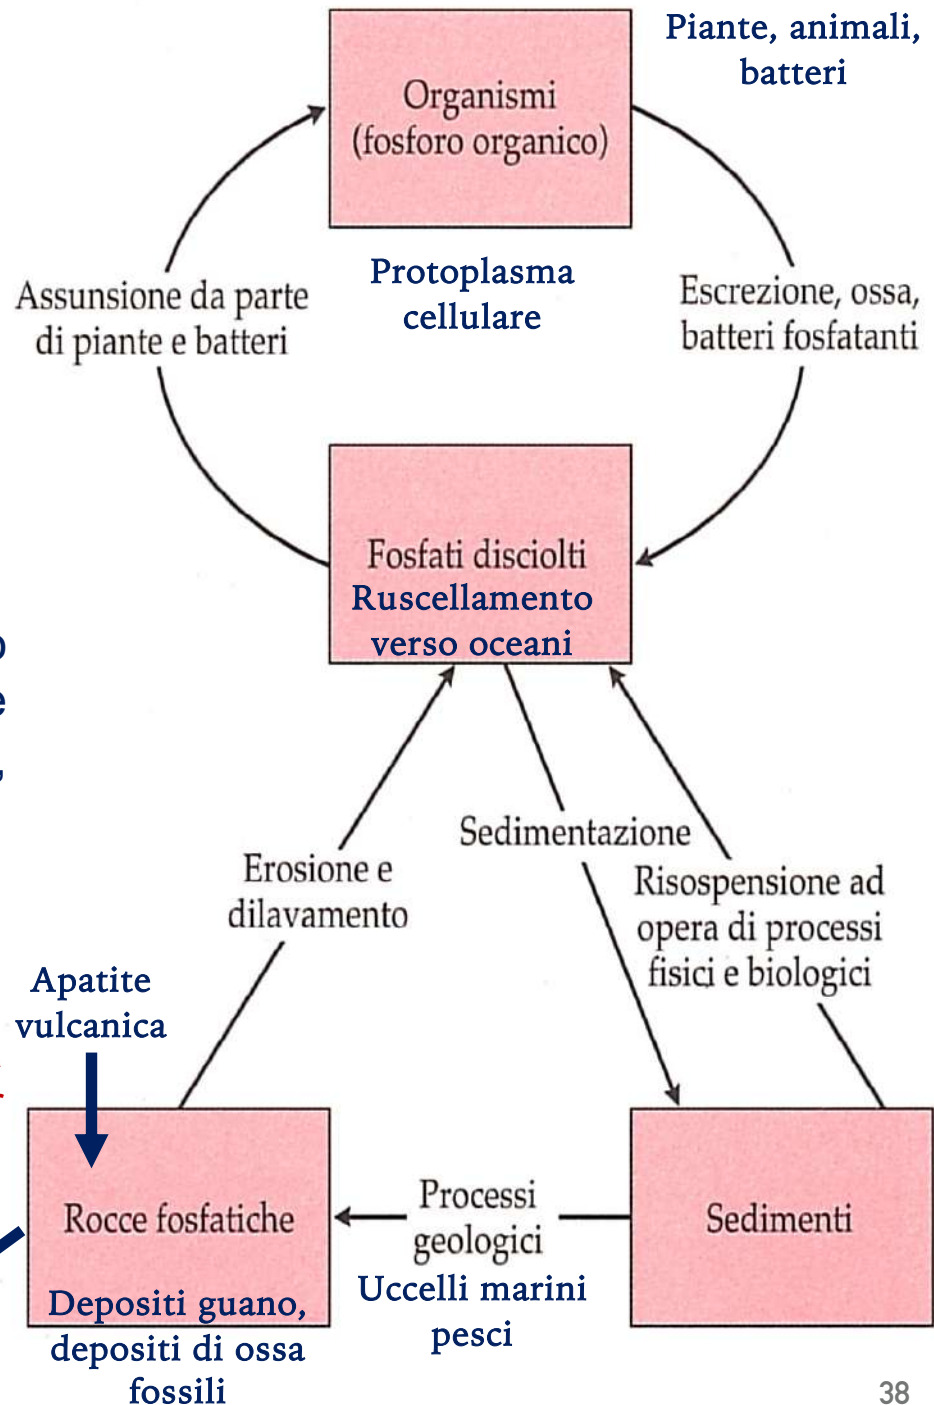 Piante, animali,
batteri
Organismi
(fosforo organico)
Protoplasma
cellulare
Assunsione da parte
di piante e batteri
Escrezione, ossa,
batteri fosfatanti
Fosfati disciolti
Ruscellamento
verso oceani
Sedimentazione
Erosione e
dilavamento
Risospensione ad
opera di processi
fisici e biologici
Apatite
vulcanica
Rocce fosfatiche
Depositi guano,
depositi di ossa
fossili
Processi
geologici
Uccelli marini
pesci
Sedimenti
38